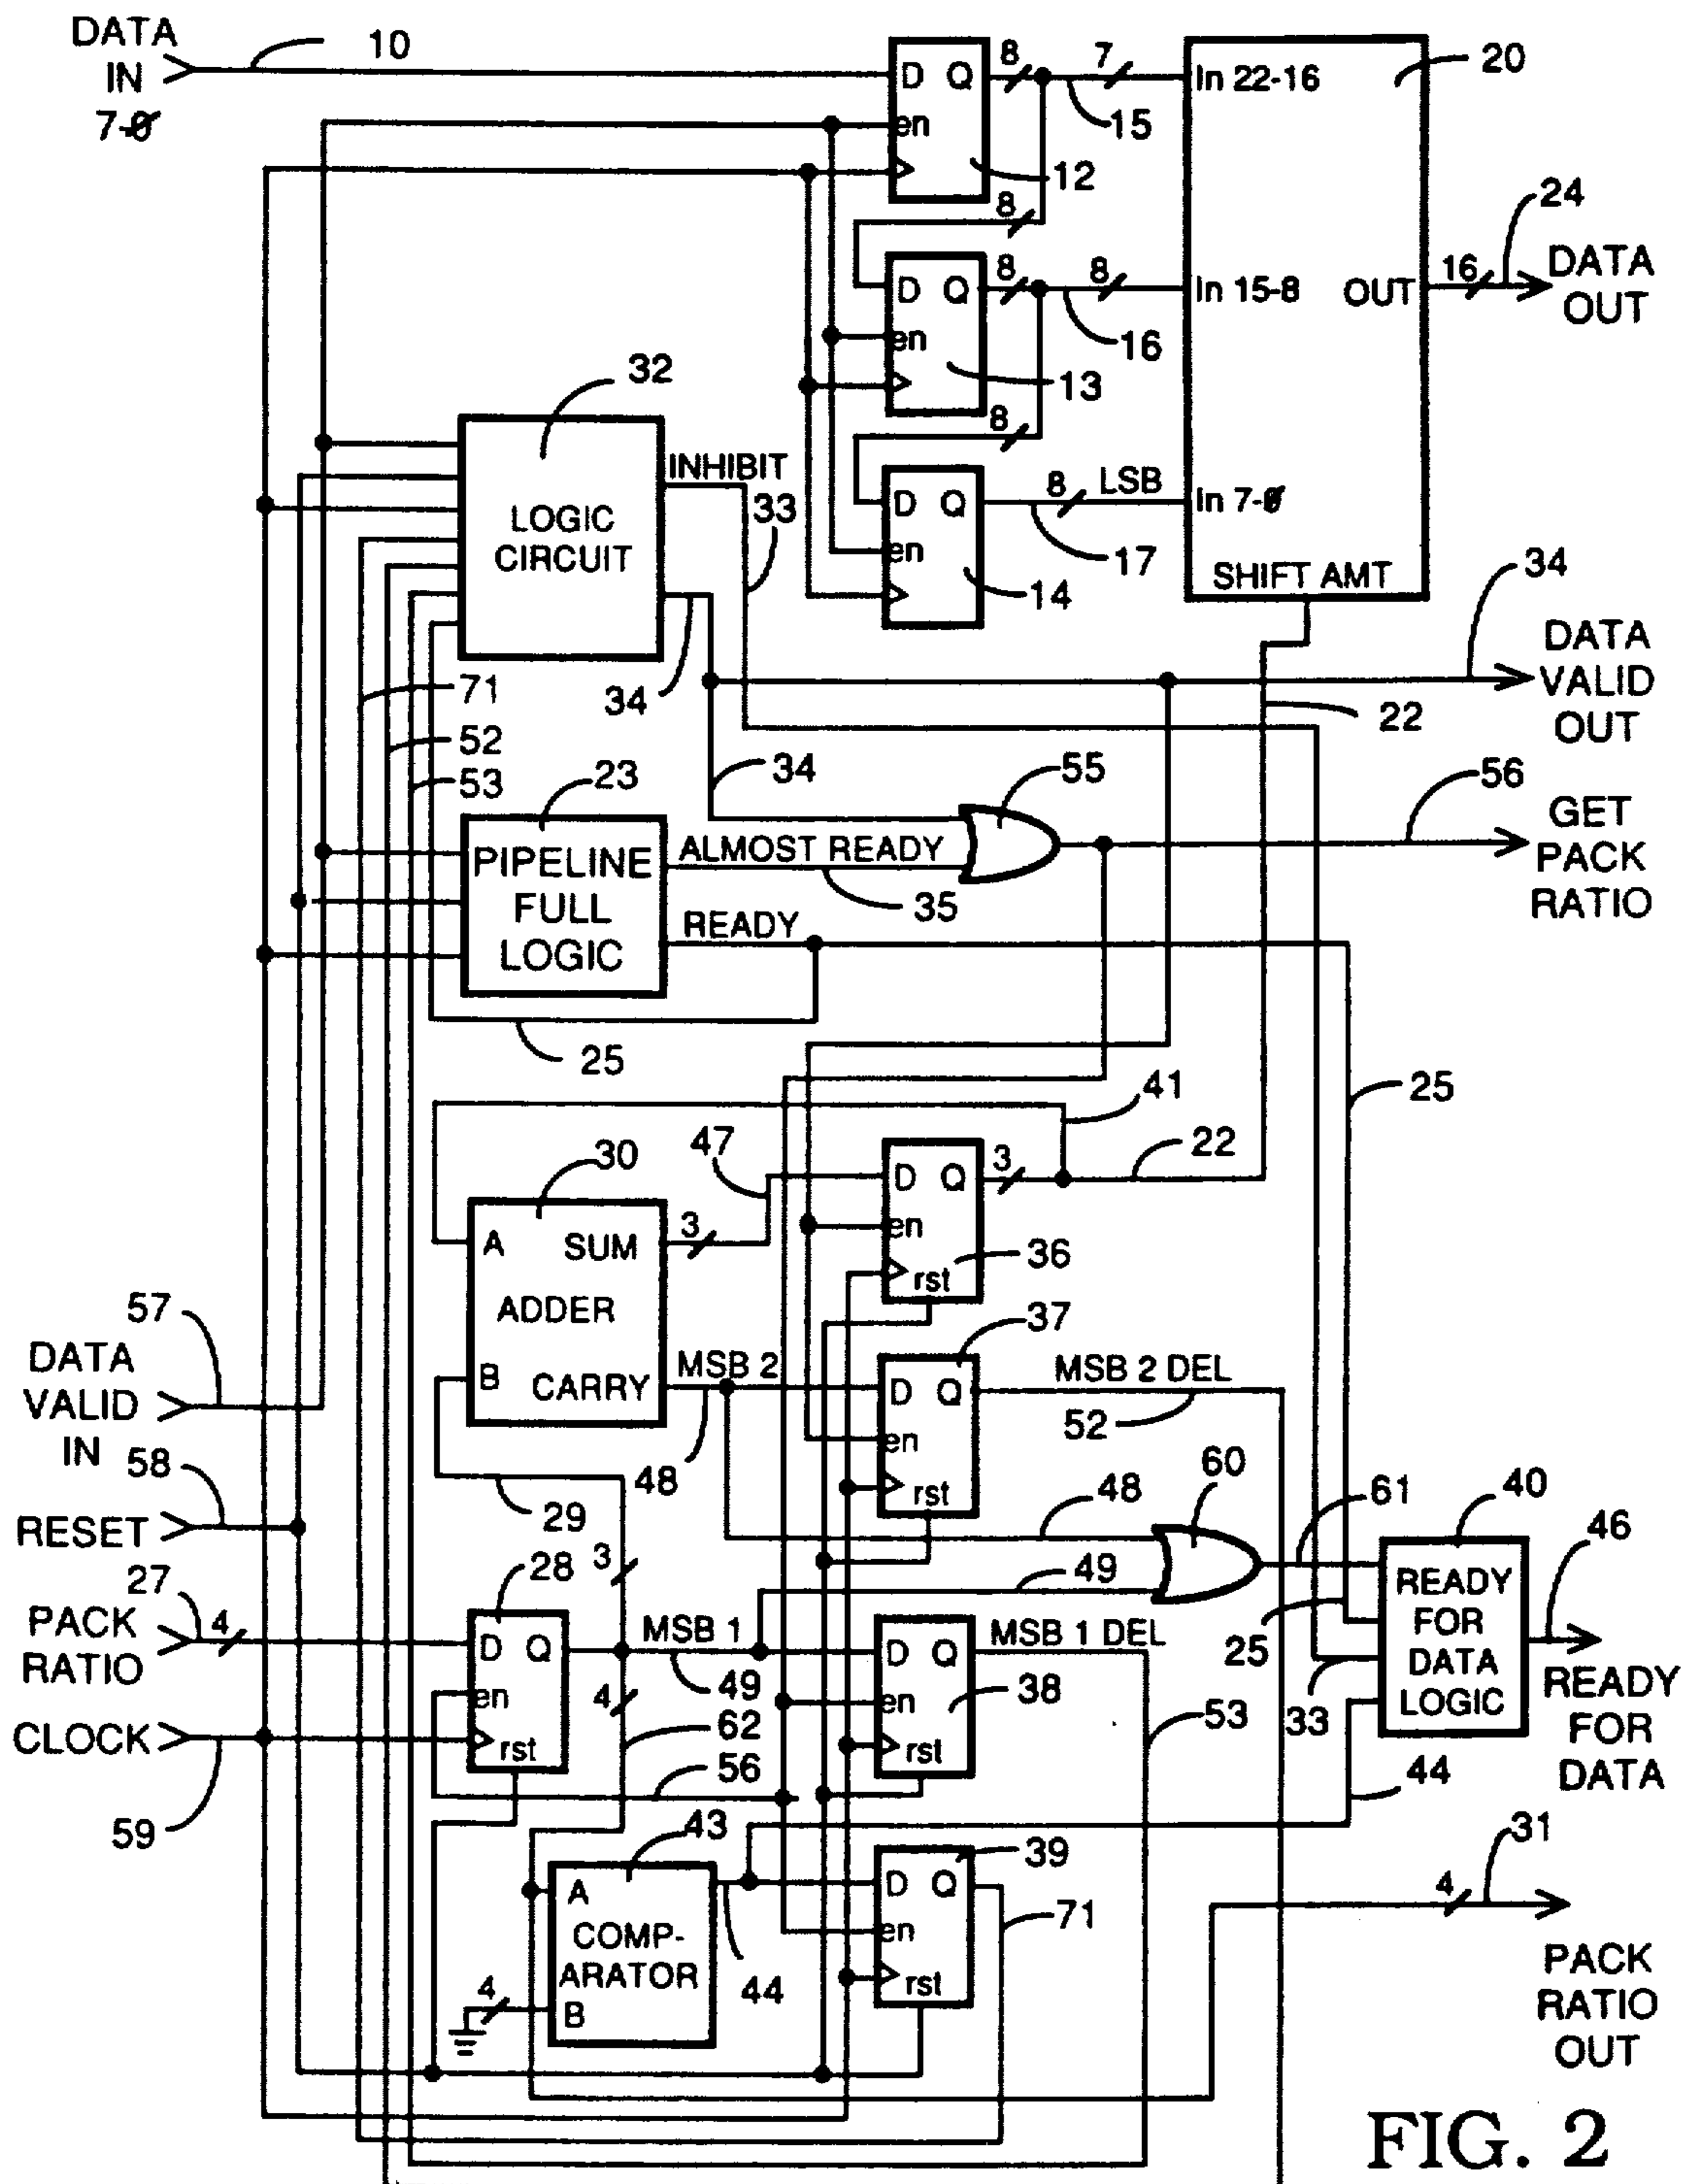 DATA IN 7-0
10
8
7
D Q
en
12
15
In 22-16
20
8
D Q
en
13
8
8
16
In 15-8
OUT
16
24
DATA OUT
8
D Q
en
14
8
LSB
17
In 7-0
SHIFT AMT
32
LOGIC CIRCUIT
INHIBIT
33
34
34
DATA VALID OUT
22
71
52
53
23
34
55
56
GET PACK RATIO
PIPELINE FULL LOGIC
ALMOST READY
35
READY
25
25
41
47
22
30
A SUM
ADDER
B CARRY
3
D Q
en
rst
3
36
57
DATA VALID IN
MSB 2
48
37
D Q
en
rst
MSB 2 DEL
52
58
RESET
29
3
48
60
61
40
46
49
27
PACK RATIO
4
28
D Q
en
rst
MSB 1
49
4
62
56
D Q
en
rst
MSB 1 DEL
38
53
25
33
READY FOR DATA LOGIC
READY FOR DATA
CLOCK
59
44
43
A
COMP-
ARATOR
B
4
44
39
D Q
en
rst
71
4
31
PACK RATIO OUT
FIG. 2